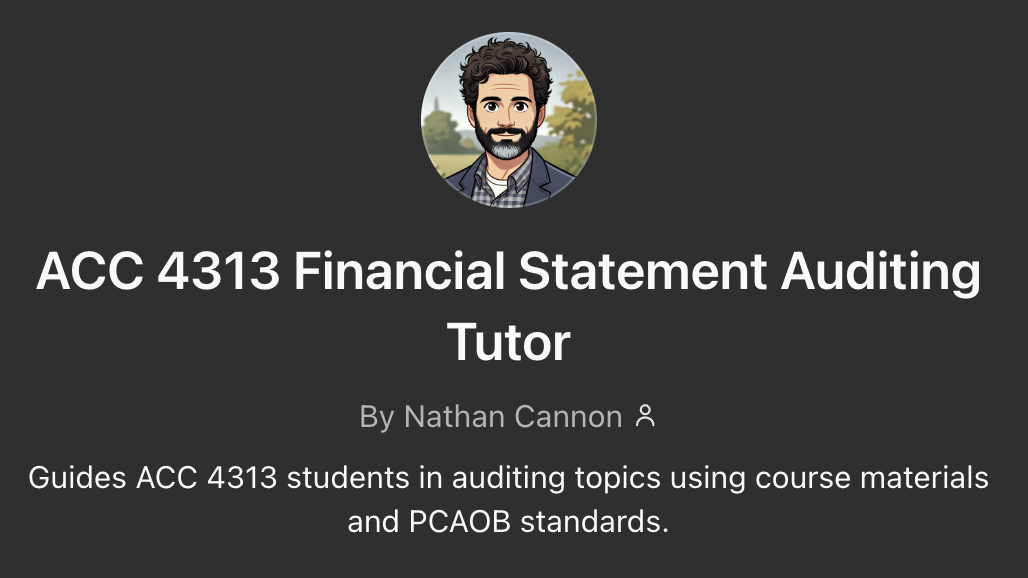 ACC 4313 Financial Statement Auditing
Tutor
By Nathan Cannon
Guides ACC 4313 students in auditing topics using course materials
and PCAOB standards.